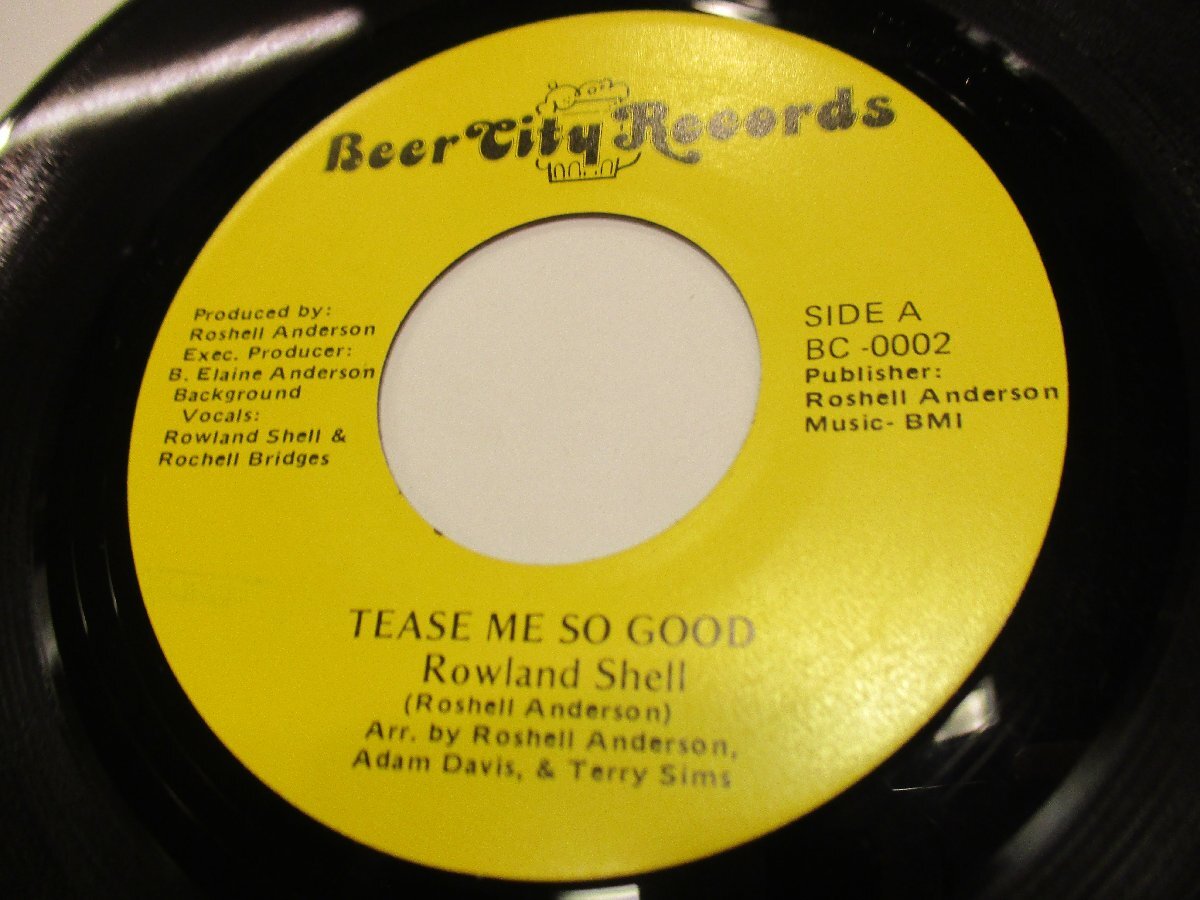 Beer City Records
Produced by:
Roshell Anderson
Exec. Producer:
B. Elaine Anderson
Background
Vocals:
Rowland Shell &
Rochell Bridges
SIDE A
BC -0002
Publisher:
Roshell Anderson
Music- BMI
TEASE ME SO GOOD
Rowland Shell
(Roshell Anderson)
Arr. by Roshell Anderson,
Adam Davis, & Terry Sims